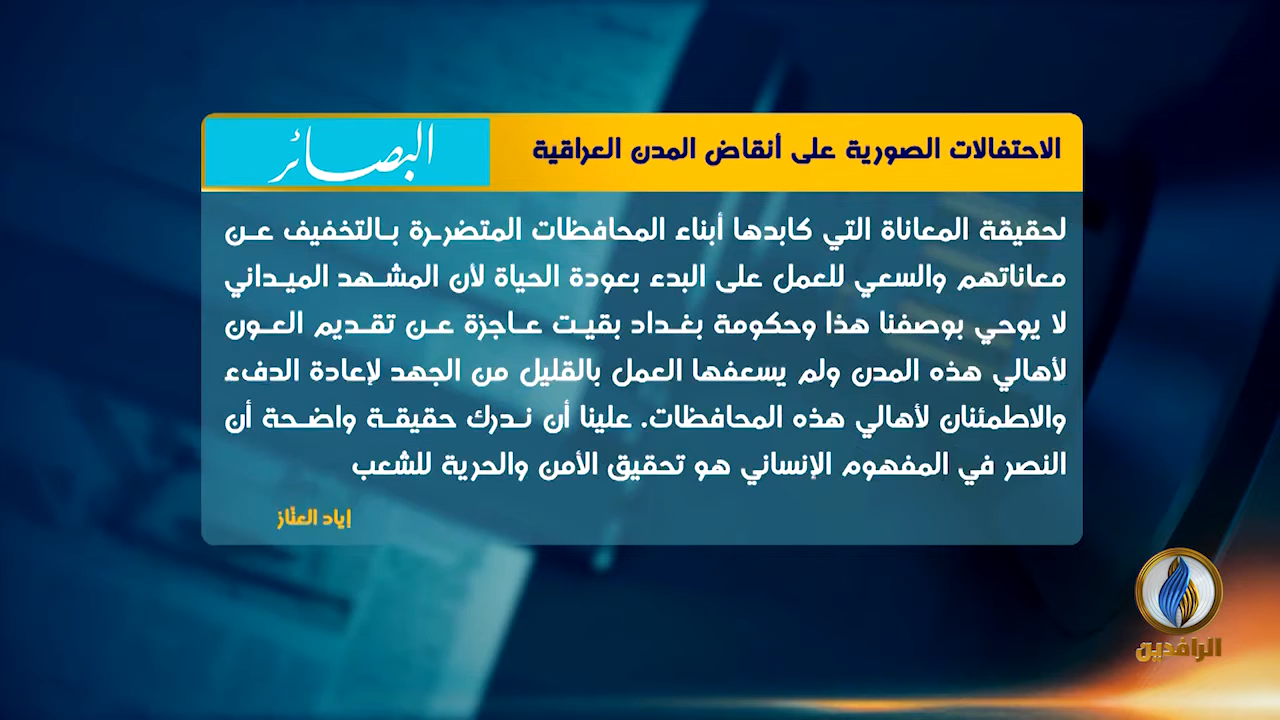 الاحتفالات الصورية على أنقاض المدن العراقية
البصائر
لحقيقة المعاناة التي كابدها أبناء المحافظات المتضررة بالتخفيف عن
معاناتهم والسعي للعمل على البدء بعودة الحياة لأن المشهد الميداني
لا يوحي بوصفنا هذا وحكومة بغداد بقيت عاجزة عن تقديم العون
لأهالي هذه المدن ولم يسعفها العمل بالقليل من الجهد لإعادة الدفء
والاطمئنان لأهالي هذه المحافظات. علينا أن ندرك حقيقة واضحة أن
النصر في المفهوم الإنساني هو تحقيق الأمن والحرية للشعب
إياد العنّاز
الرافدين